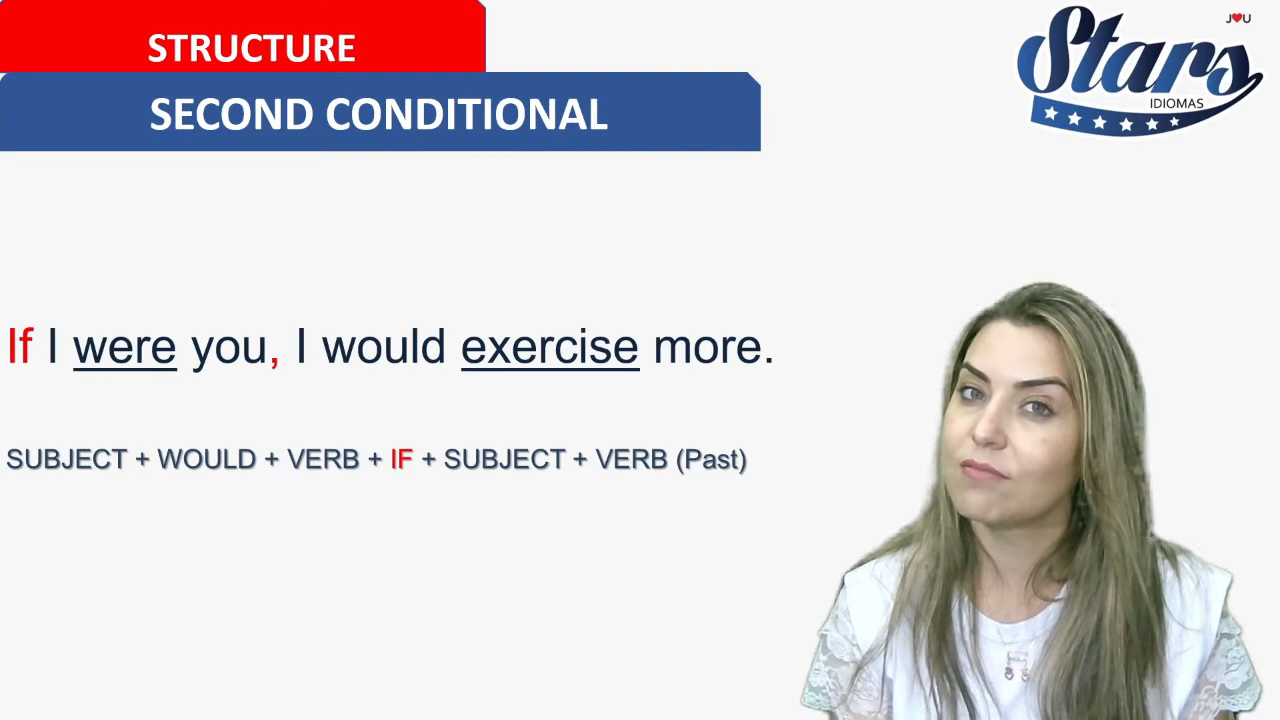 STRUCTURE
SECOND CONDITIONAL
J♥U
Stars
IDIOMAS
If I were you, I would exercise more.
SUBJECT + WOULD + VERB + IF + SUBJECT + VERB (Past)